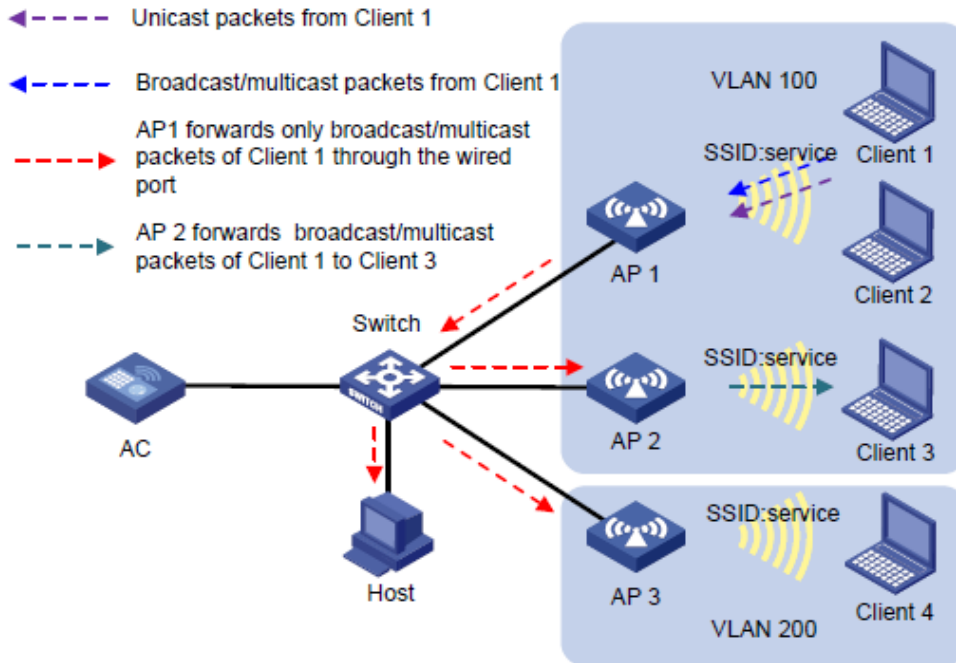 Unicast packets from Client 1
Broadcast/multicast packets from Client 1
AP1 forwards only broadcast/multicast
packets of Client 1 through the wired
port
AP 2 forwards broadcast/multicast
packets of Client 1 to Client 3
VLAN 100
SSID:service
Client 1
AP 1
Client 2
Switch
SWITCH
SSID:service
AC
AP 2
Client 3
SSID:service
Host
AP 3
Client 4
VLAN 200